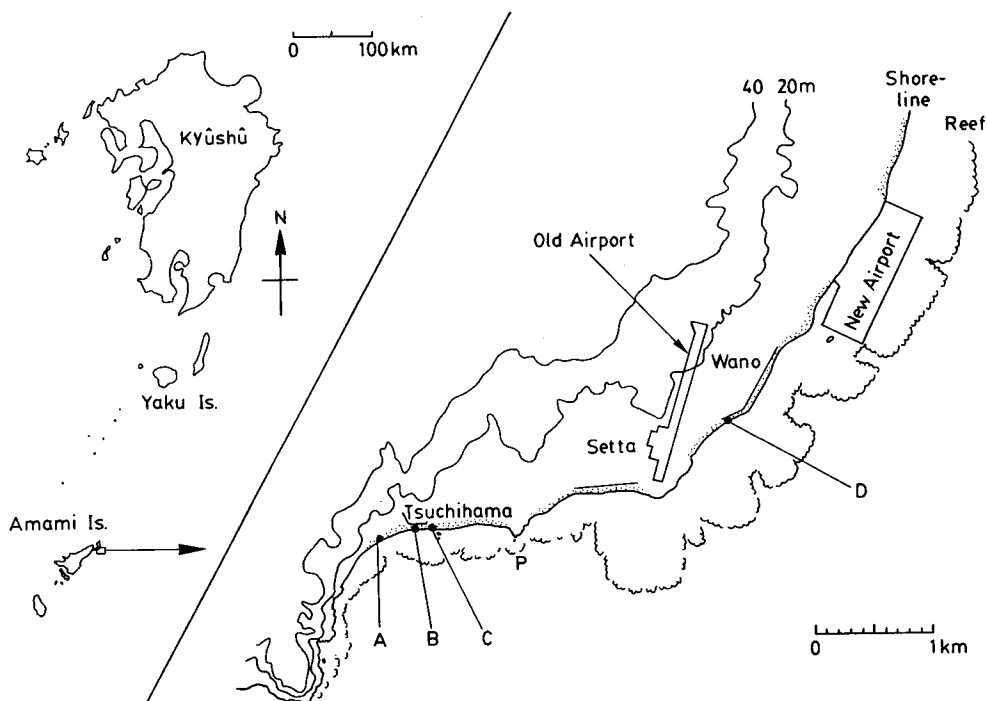 0 100km
Kyûshû
N
Yaku Is.
Amami Is.
40 20m
Shore-
line
Reef
Old Airport
New Airport
Wano
Setta
D
Tsuchihama
P
A B C
0 1km